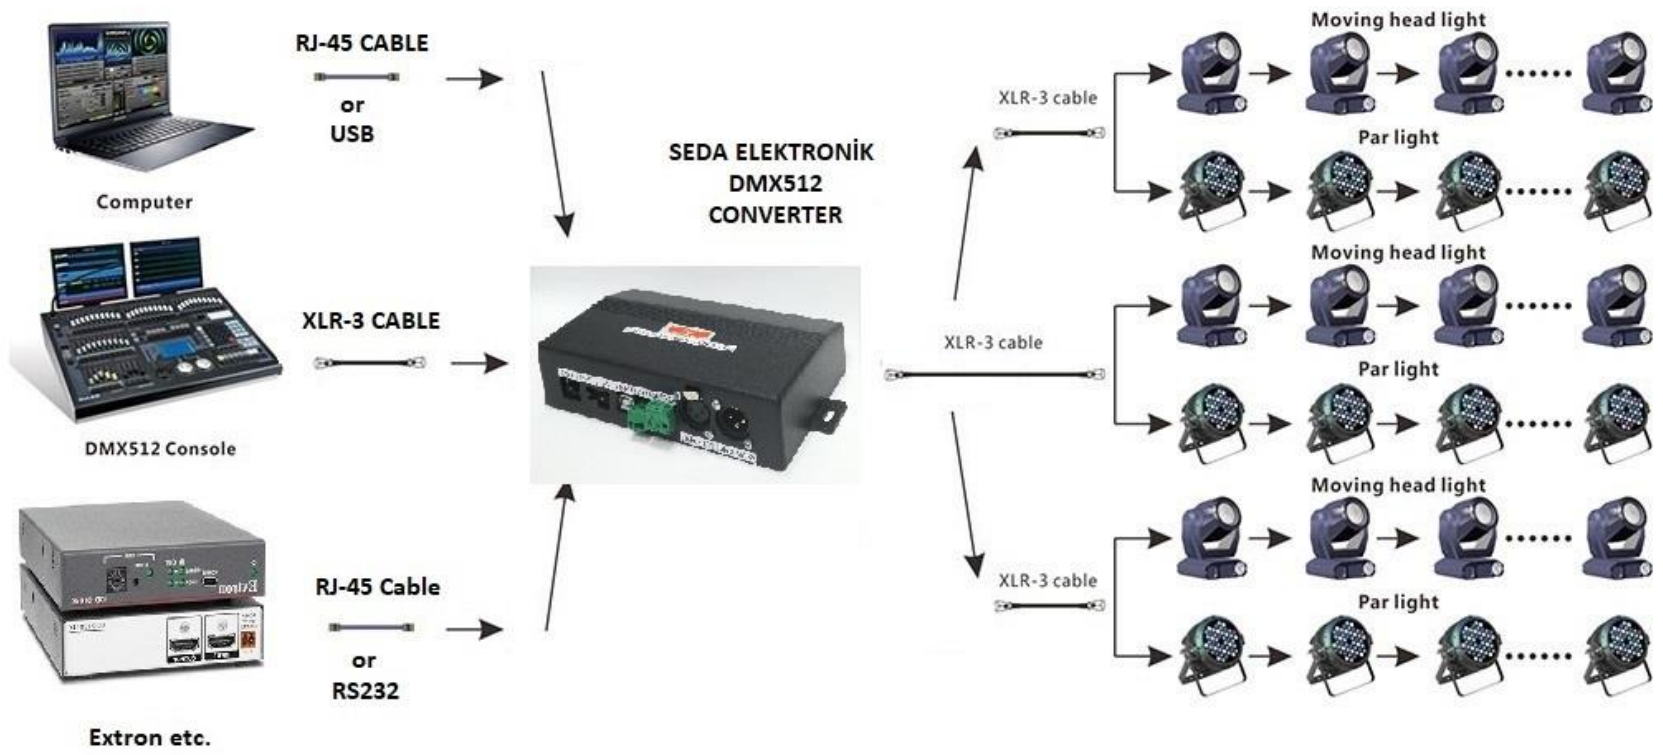 RJ-45 CABLE
or
USB
Computer
XLR-3 CABLE
DMX512 Console
RJ-45 Cable
or
RS232
Extron etc.
SEDA ELEKTRONİK
DMX512
CONVERTER
XLR-3 cable
XLR-3 cable
XLR-3 cable
Moving head light
Par light
Moving head light
Par light
Moving head light
Par light
Extron